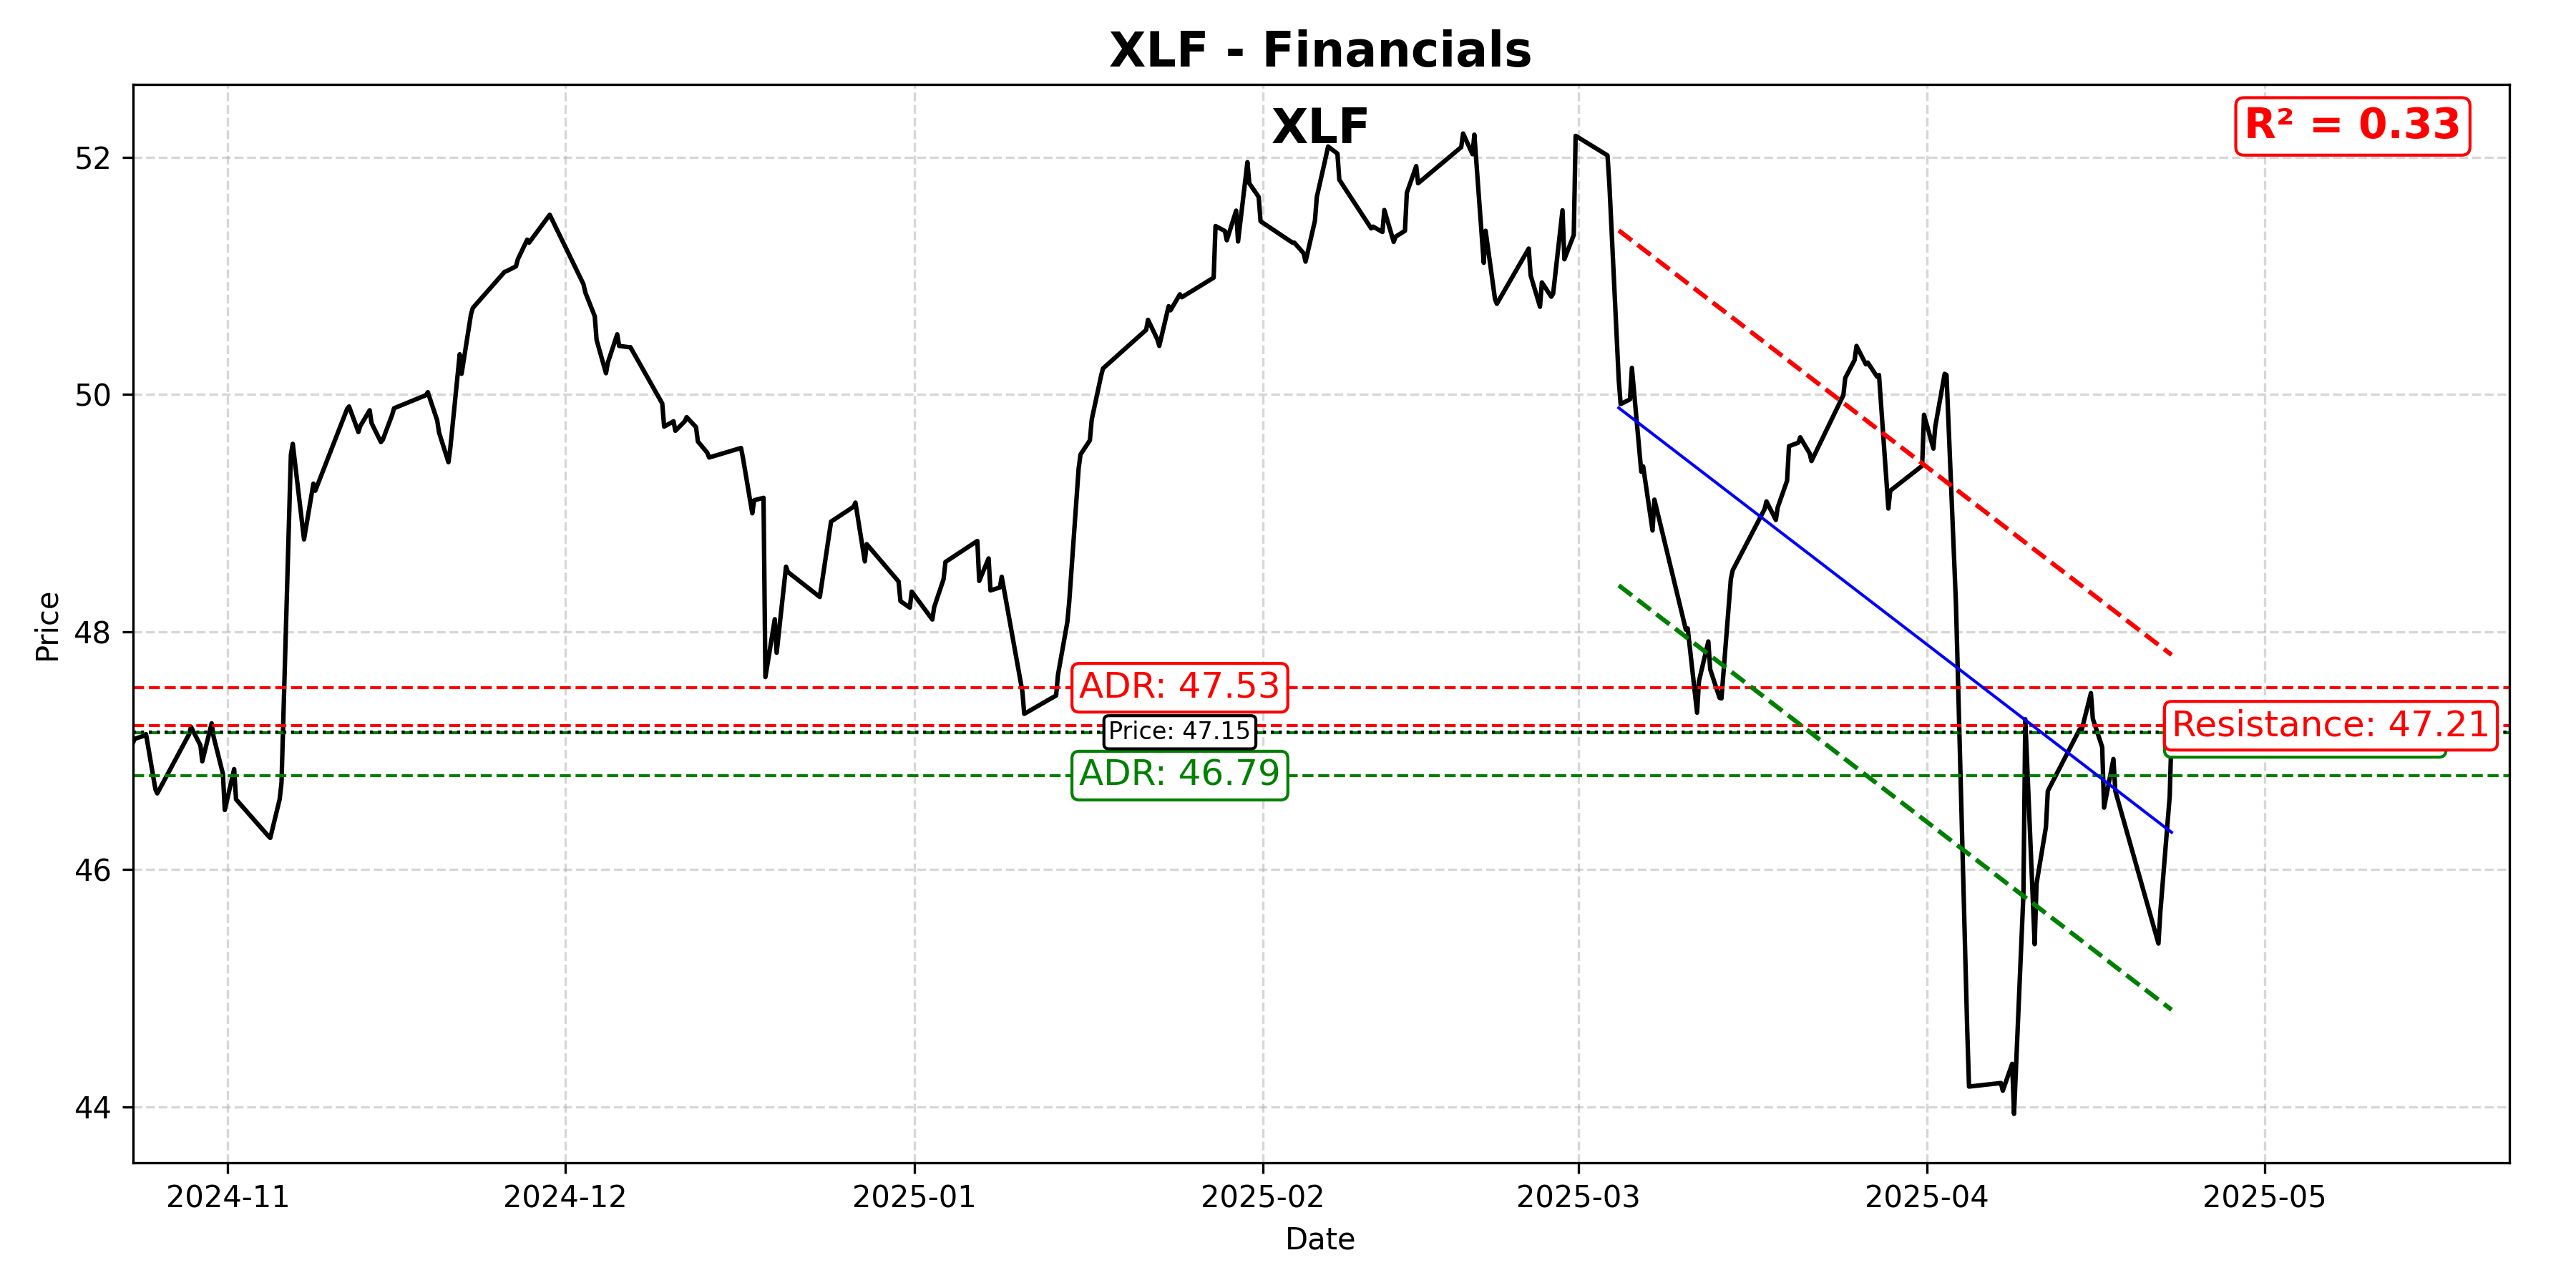 XLF - Financials
XLF
R² = 0.33
52
50
48
46
44
Price
ADR: 47.53
Price: 47.15
ADR: 46.79
Resistance: 47.21
2024-11
2024-12
2025-01
2025-02
2025-03
2025-04
2025-05
Date